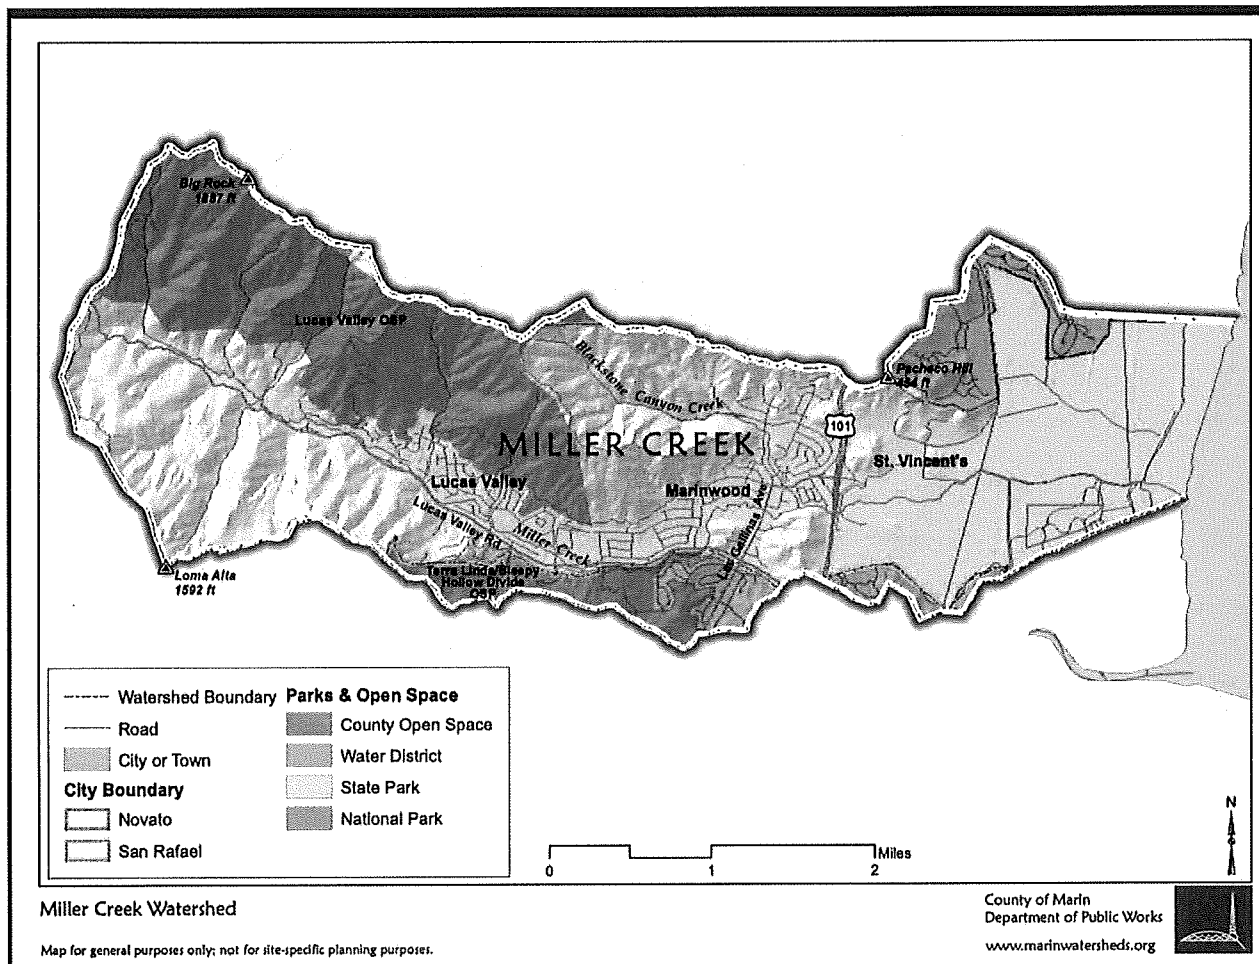 Big Rock
1887 ft
Lucas Valley OSP
Blackstone Canyon Creek
Pacheco Hill
484 ft
101
MILLER CREEK
St. Vincent's
Lucas Valley
Marinwood
Las Gallinas Ave
Lucas Valley Rd
Miller Creek
Terra Linda/Sleepy
Hollow Divide
OSP
Loma Alta
1592 ft
Watershed Boundary
Road
City or Town
City Boundary
Novato
San Rafael
Parks & Open Space
County Open Space
Water District
State Park
National Park
0 1 2 Miles
N
Miller Creek Watershed
Map for general purposes only; not for site-specific planning purposes.
County of Marin
Department of Public Works
www.marinwatersheds.org